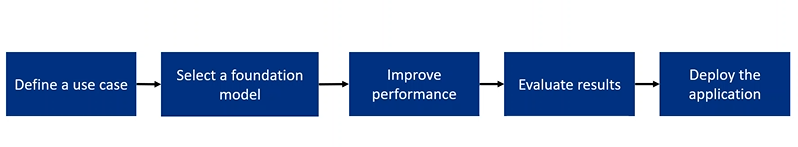 Define a use case
Select a foundation
model
Improve
performance
Evaluate results
Deploy the
application